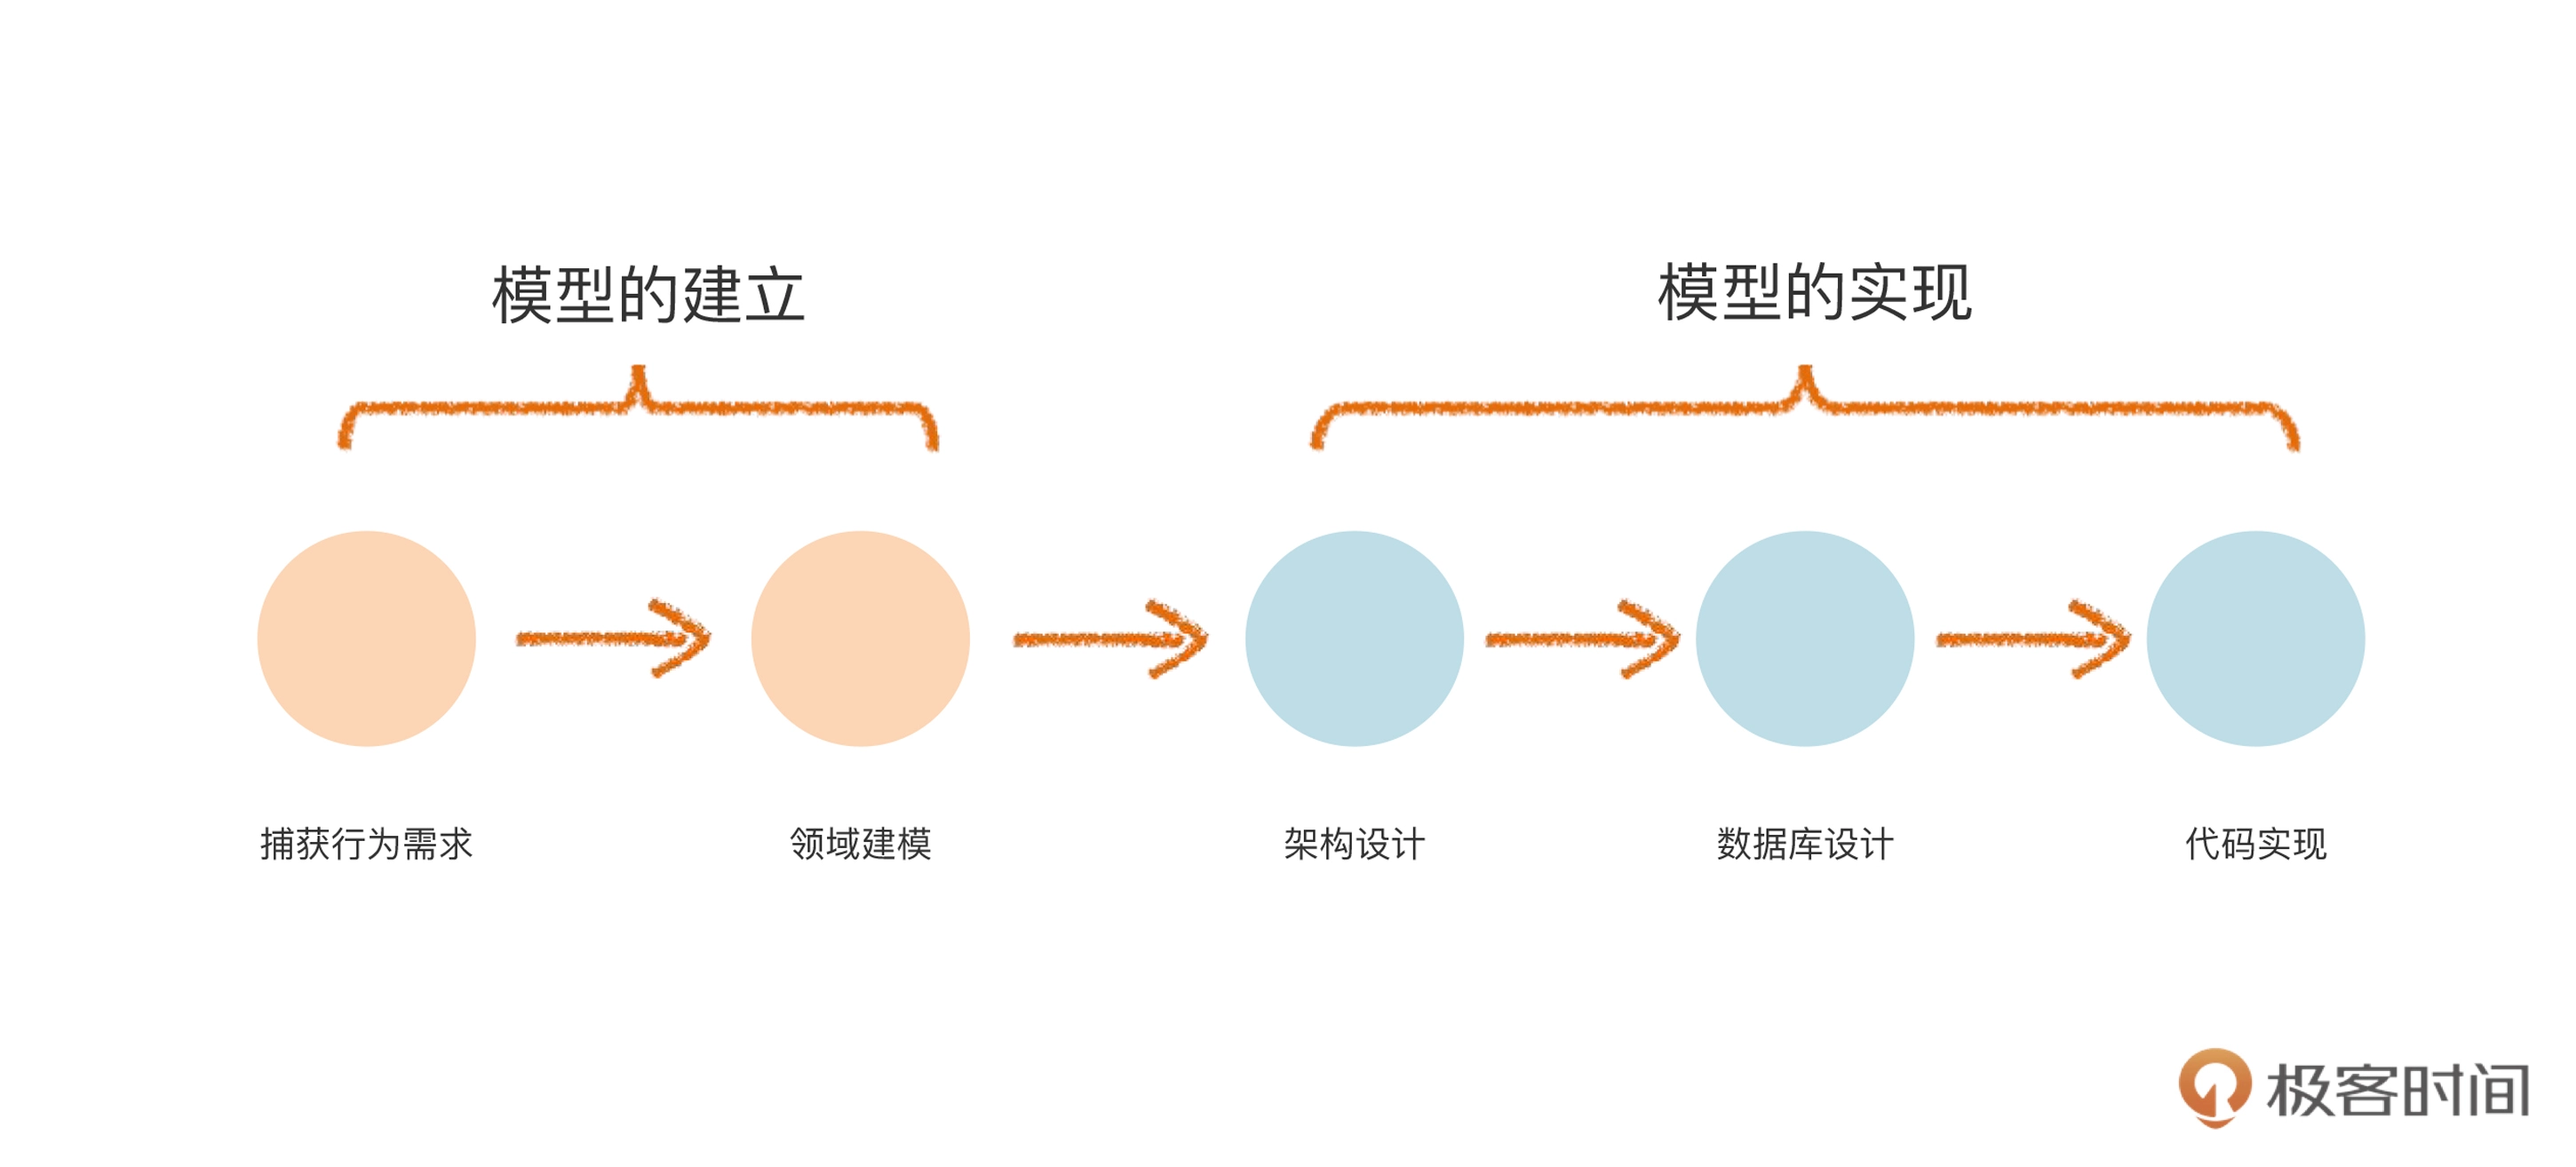 模型的建立
模型的实现
捕获行为需求
领域建模
架构设计
数据库设计
代码实现
极客时间